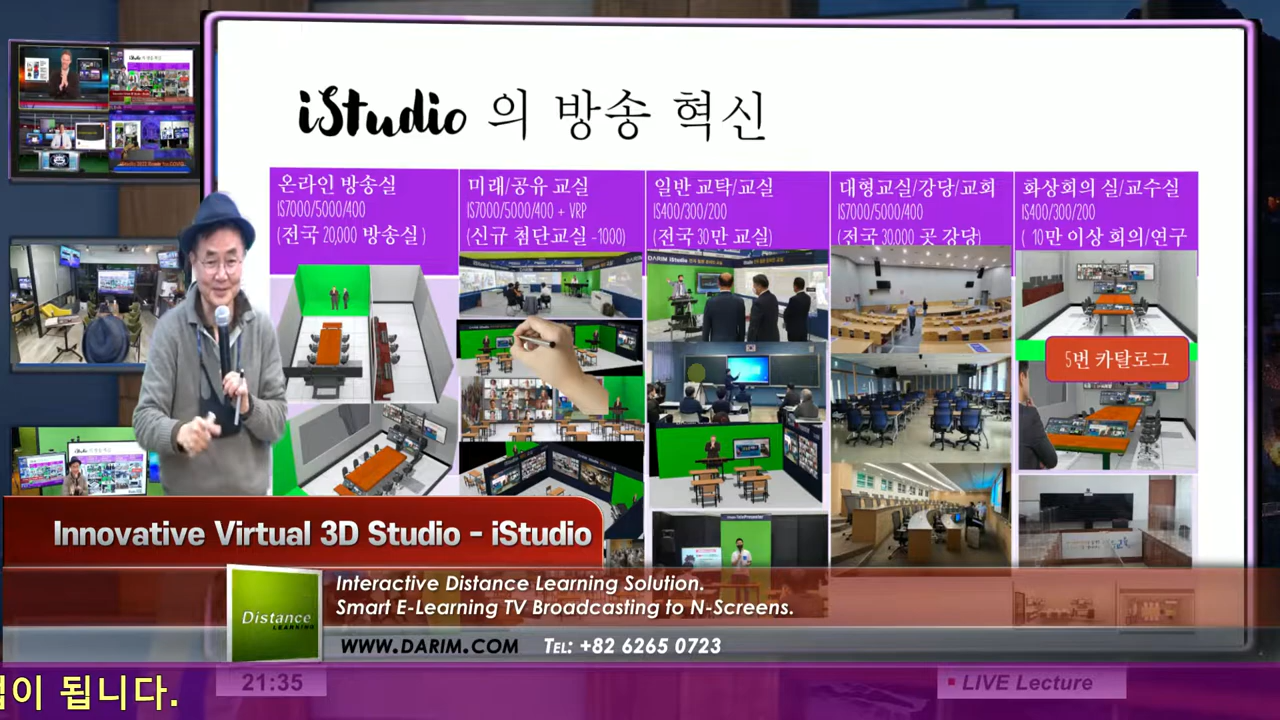 iStudio 의 방송 혁신
온라인 방송실
IS7000/5000/400
(전국 20,000 방송실 )
미래/공유 교실
IS7000/5000/400 + VRP
(신규 첨단교실 -1000)
일반 교탁/교실
IS400/300/200
(전국 30만 교실)
대형교실/강당/교회
IS7000/5000/400
(전국 30,000 곳 강당)
화상회의 실/교수실
IS400/300/200
( 10만 이상 회의/연구
5번 카탈로그
Innovative Virtual 3D Studio - iStudio
Distance
LEARNING
Interactive Distance Learning Solution.
Smart E-Learning TV Broadcasting to N-Screens.
WWW.DARIM.COM TEL: +82 6265 0723
이 됩니다.
21:35
LIVE Lecture